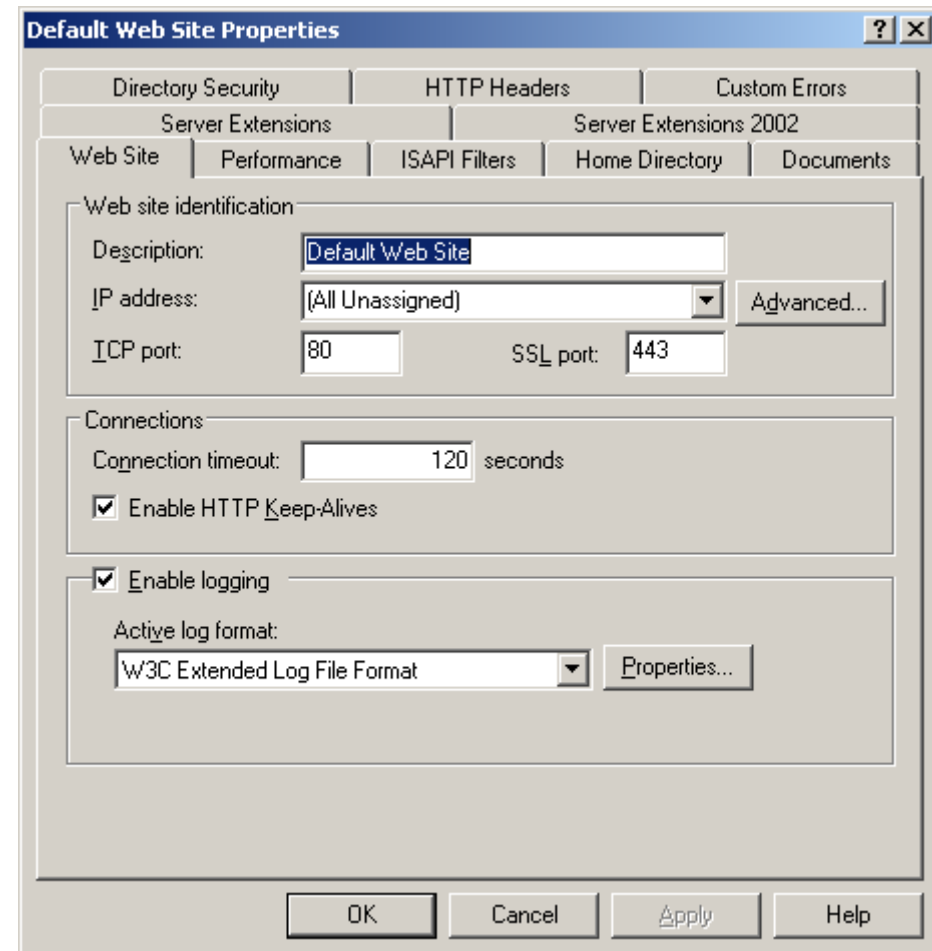 Default Web Site Properties
Directory Security HTTP Headers Custom Errors
Server Extensions Server Extensions 2002
Web Site Performance ISAPI Filters Home Directory Documents
Web site identification
Description: Default Web Site
IP address: (All Unassigned) Advanced...
TCP port: 80 SSL port: 443
Connections
Connection timeout: 120 seconds
Enable HTTP Keep-Alives
Enable logging
Active log format:
W3C Extended Log File Format Properties...
OK Cancel Apply Help